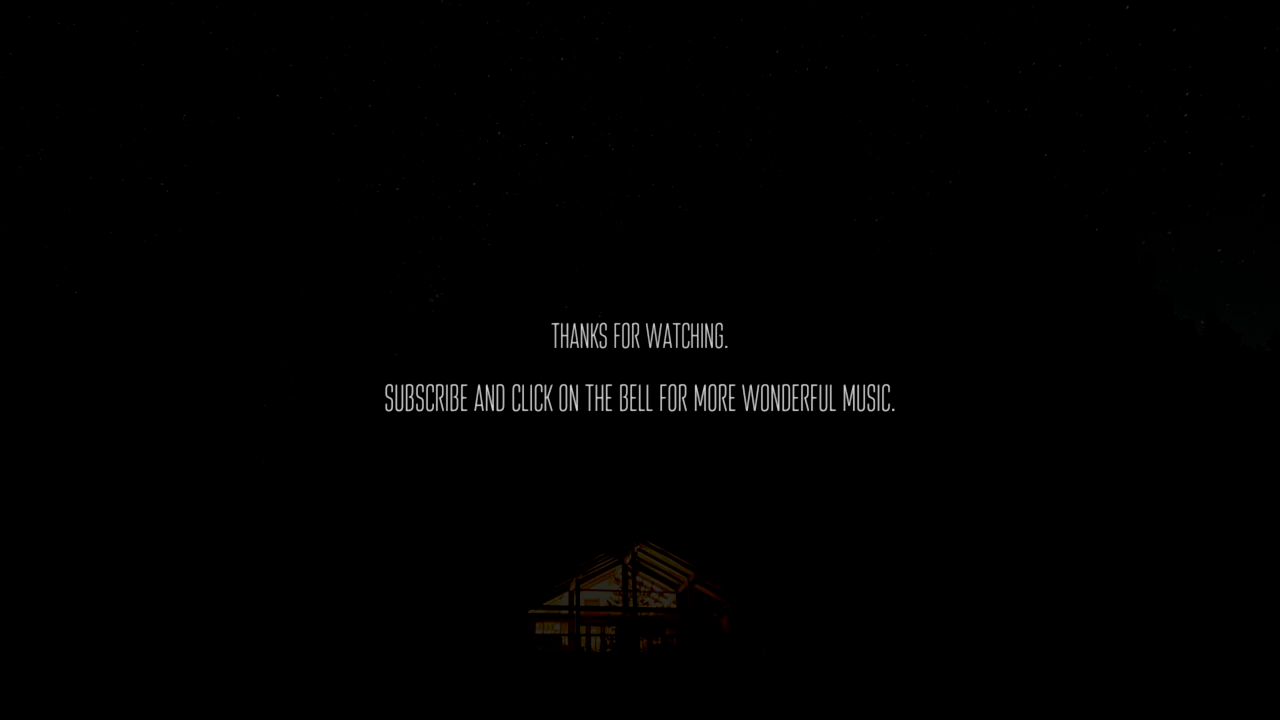 THANKS FOR WATCHING.
SUBSCRIBE AND CLICK ON THE BELL FOR MORE WONDERFUL MUSIC.